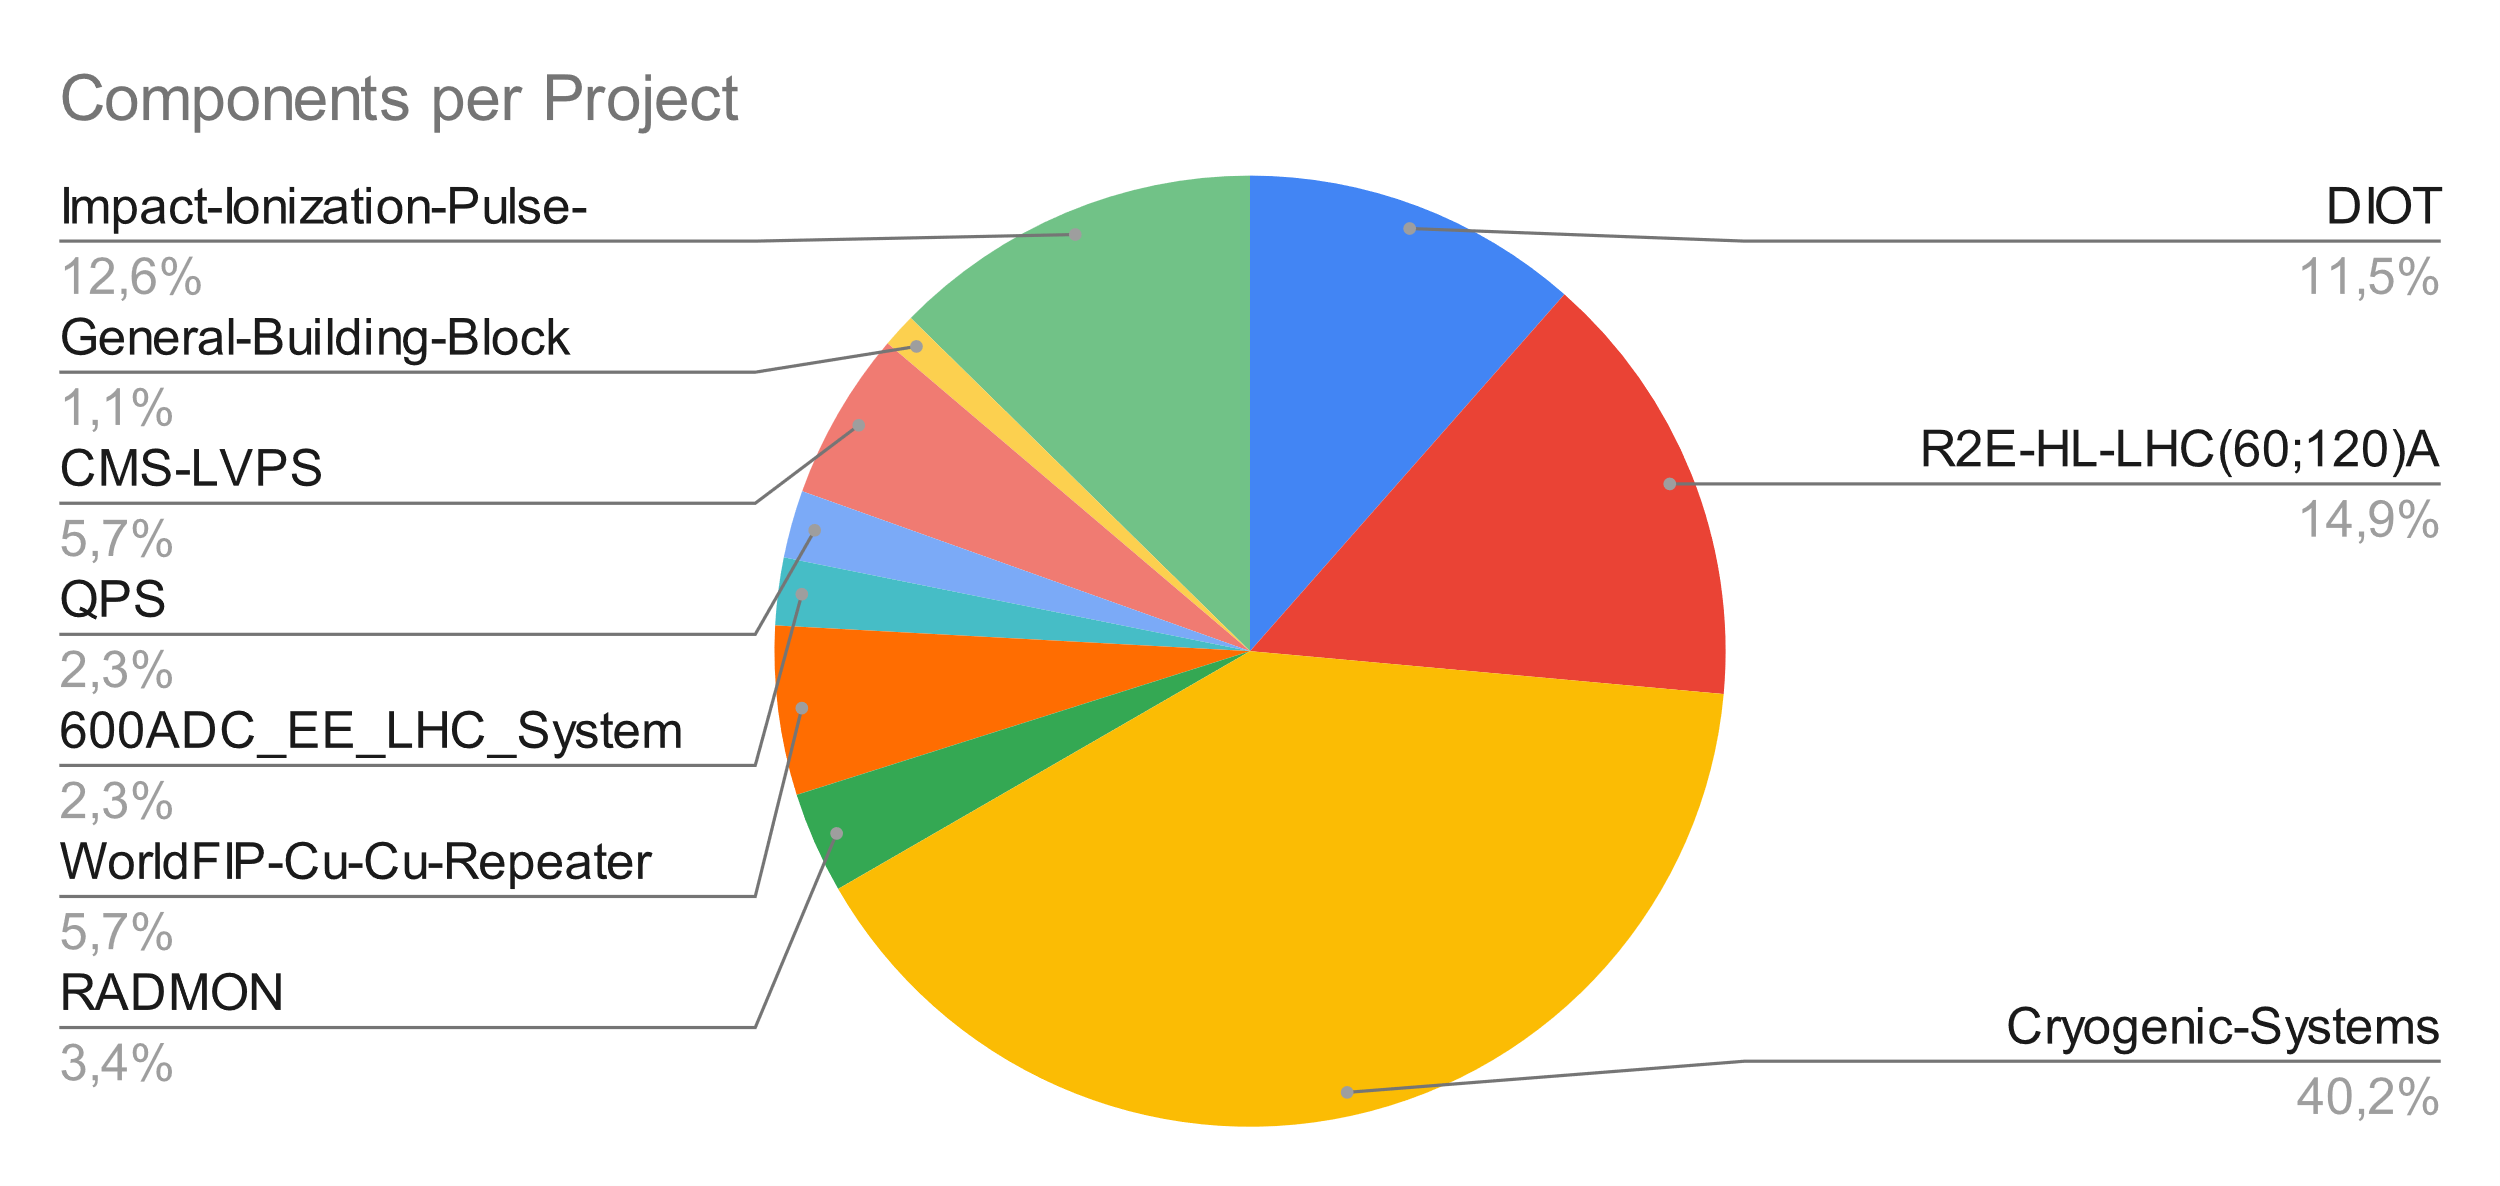 Components per Project
Impact-Ionization-Pulse-
12,6%
General-Building-Block
1,1%
CMS-LVPS
5,7%
QPS
2,3%
600ADC_EE_LHC_System
2,3%
WorldFIP-Cu-Cu-Repeater
5,7%
RADMON
3,4%
DIOT
11,5%
R2E-HL-LHC(60;120)A
14,9%
Cryogenic-Systems
40,2%